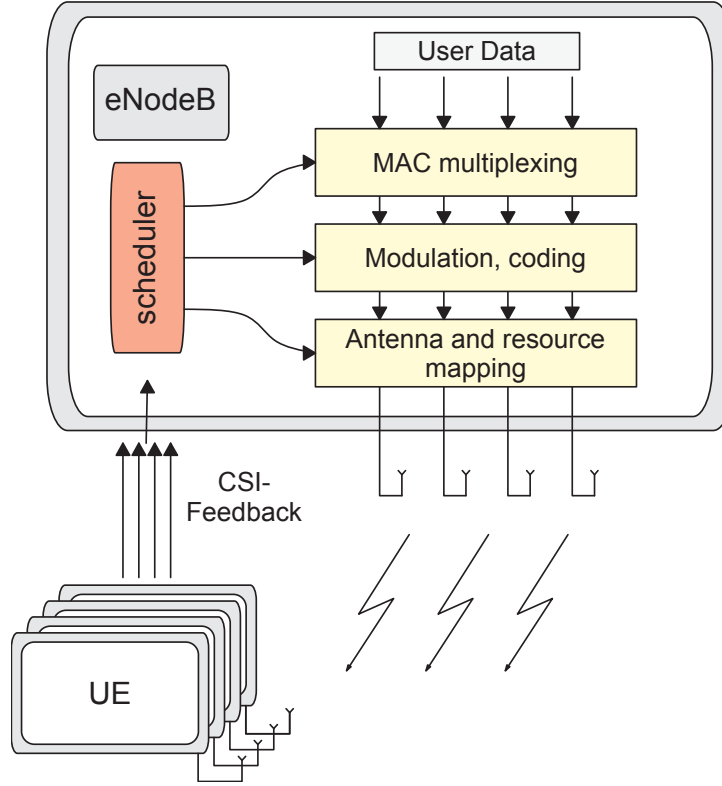 User Data
eNodeB
MAC multiplexing
scheduler
Modulation, coding
Antenna and resource
mapping
CSI-
Feedback
UE